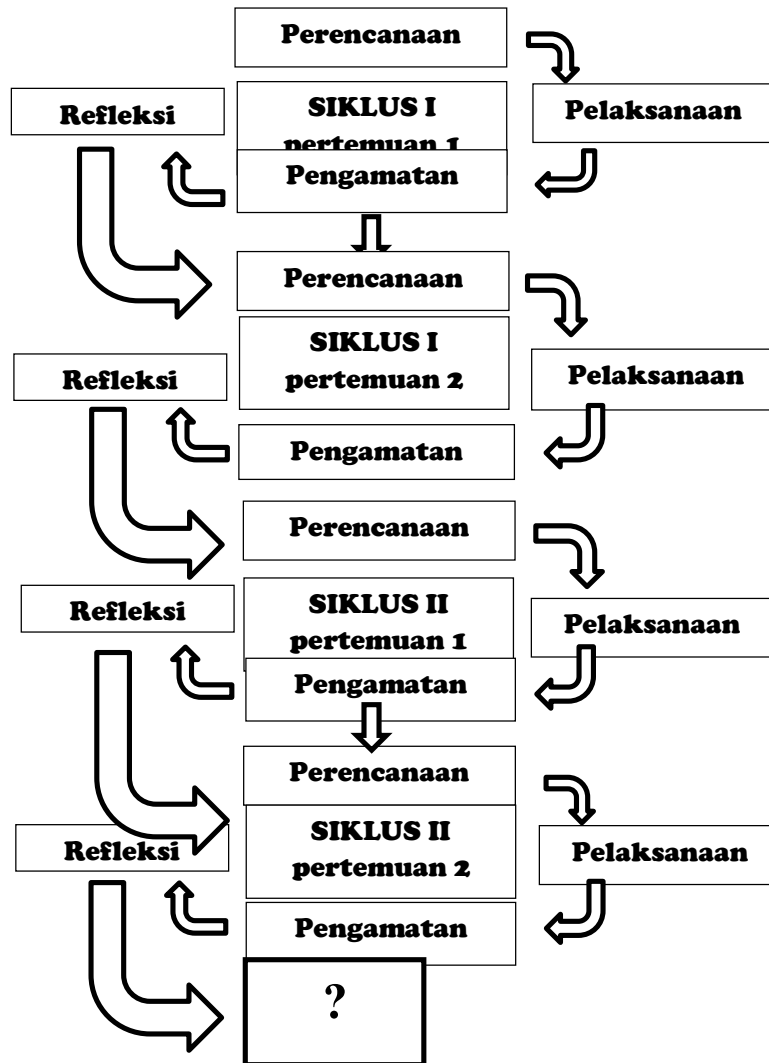 Perencanaan
SIKLUS I
pertemuan 1
Refleksi
Pelaksanaan
Pengamatan
Perencanaan
SIKLUS I
pertemuan 2
Refleksi
Pelaksanaan
Pengamatan
Perencanaan
SIKLUS II
pertemuan 1
Refleksi
Pelaksanaan
Pengamatan
Perencanaan
SIKLUS II
pertemuan 2
Refleksi
Pelaksanaan
Pengamatan
?